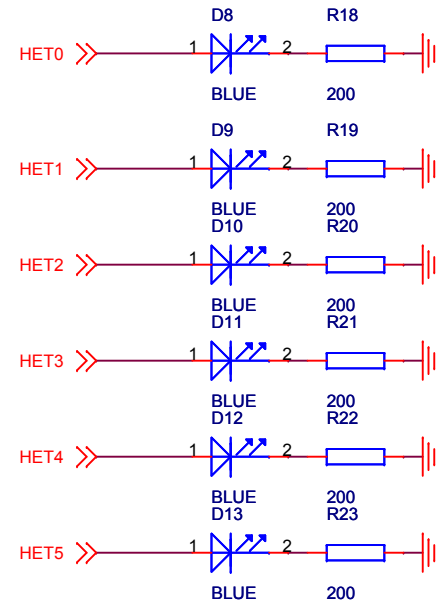 D8 R18
HET0 1 2
BLUE 200
D9 R19
HET1 1 2
BLUE 200
D10 R20
HET2 1 2
BLUE 200
D11 R21
HET3 1 2
BLUE 200
D12 R22
HET4 1 2
BLUE 200
D13 R23
HET5 1 2
BLUE 200